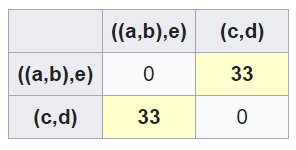 ((a,b),e) (c,d)
((a,b),e) 0 33
(c,d) 33 0